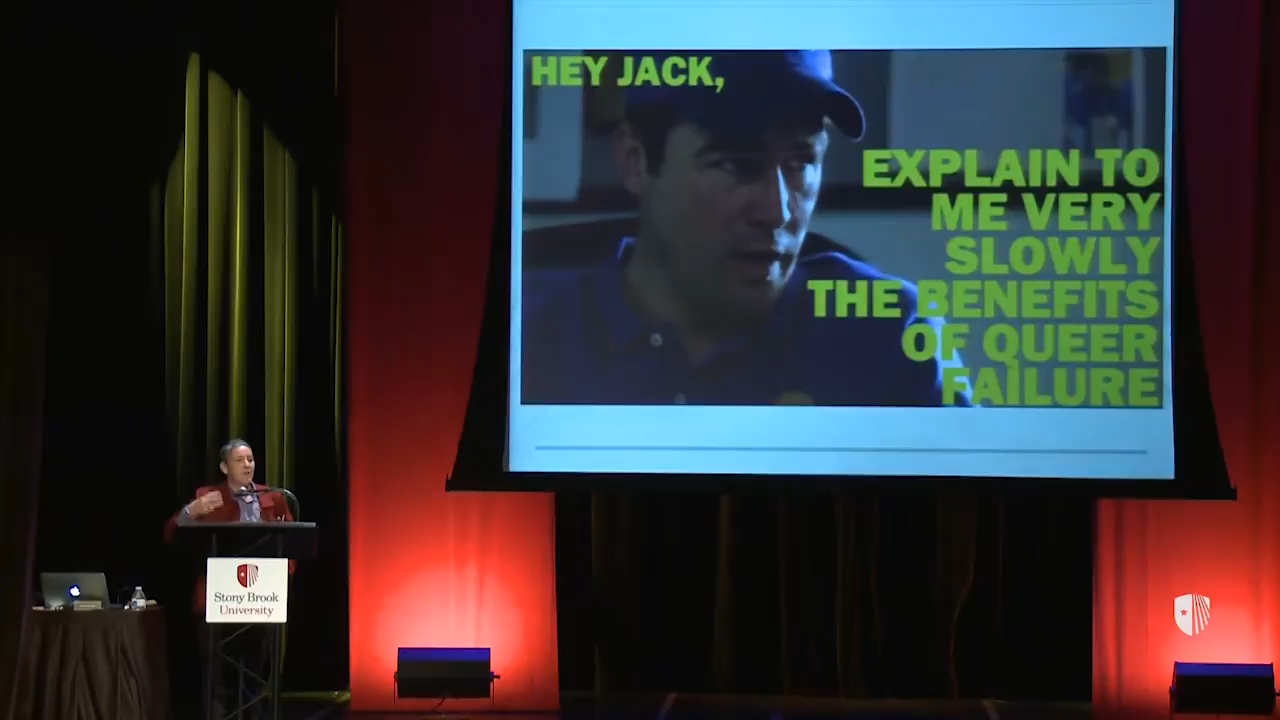 HEY JACK,
EXPLAIN TO
ME VERY
SLOWLY
THE BENEFITS
OF QUEER
FAILURE
Stony Brook
University